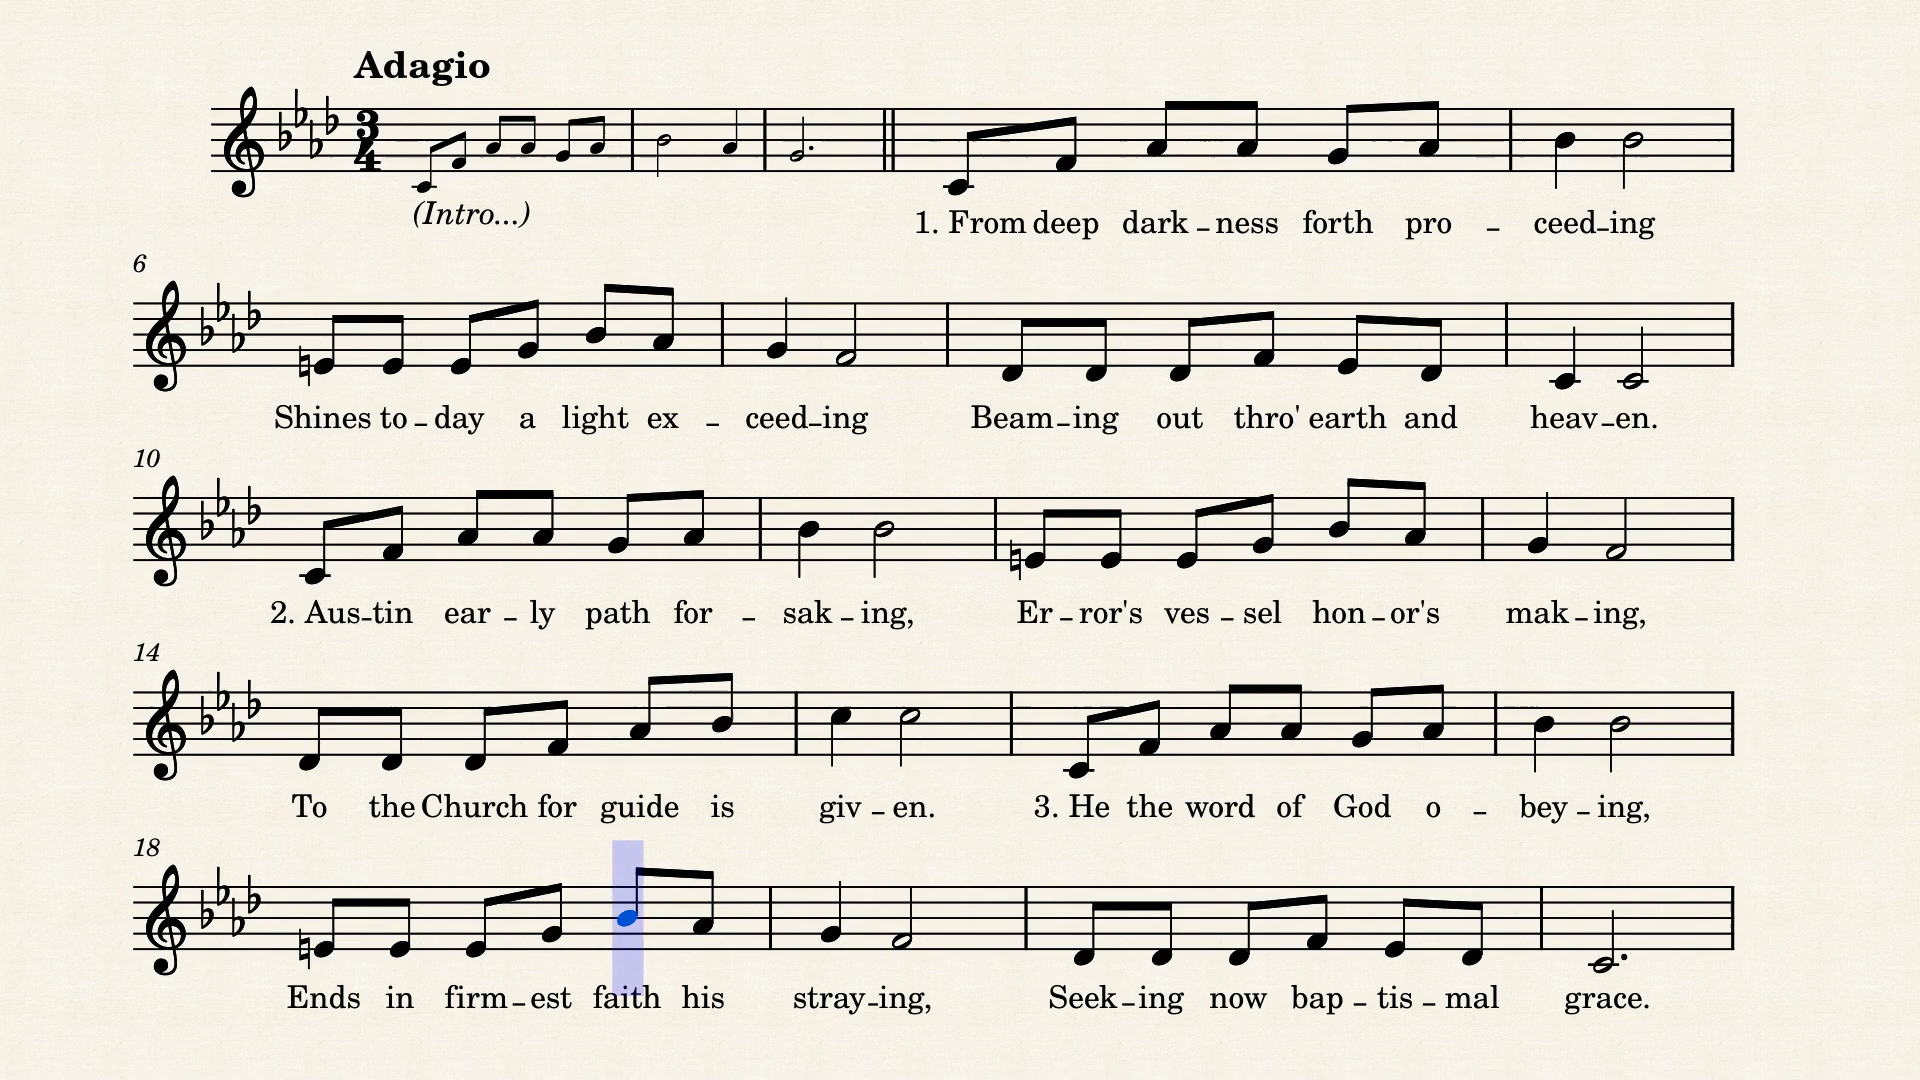 Adagio
3
4
(Intro...)
1. From deep dark - ness forth pro - ceed-ing
6
Shines to - day a light ex - ceed-ing Beam-ing out thro' earth and heav-en.
10
2. Aus-tin ear - ly path for - sak - ing, Er - ror's ves - sel hon - or's mak - ing,
14
To the Church for guide is giv - en. 3. He the word of God o - bey - ing,
18
Ends in firm - est faith his stray-ing, Seek-ing now bap - tis - mal grace.